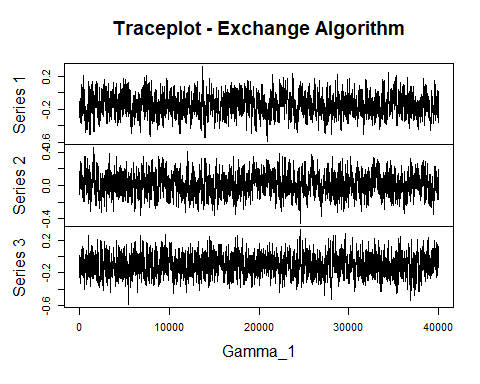 Traceplot - Exchange Algorithm
Series 1
0.2
-0.2
-0.6
Series 2
0.4
0.0
-0.4
Series 3
0.2
-0.2
-0.6
0 10000 20000 30000 40000
Gamma_1